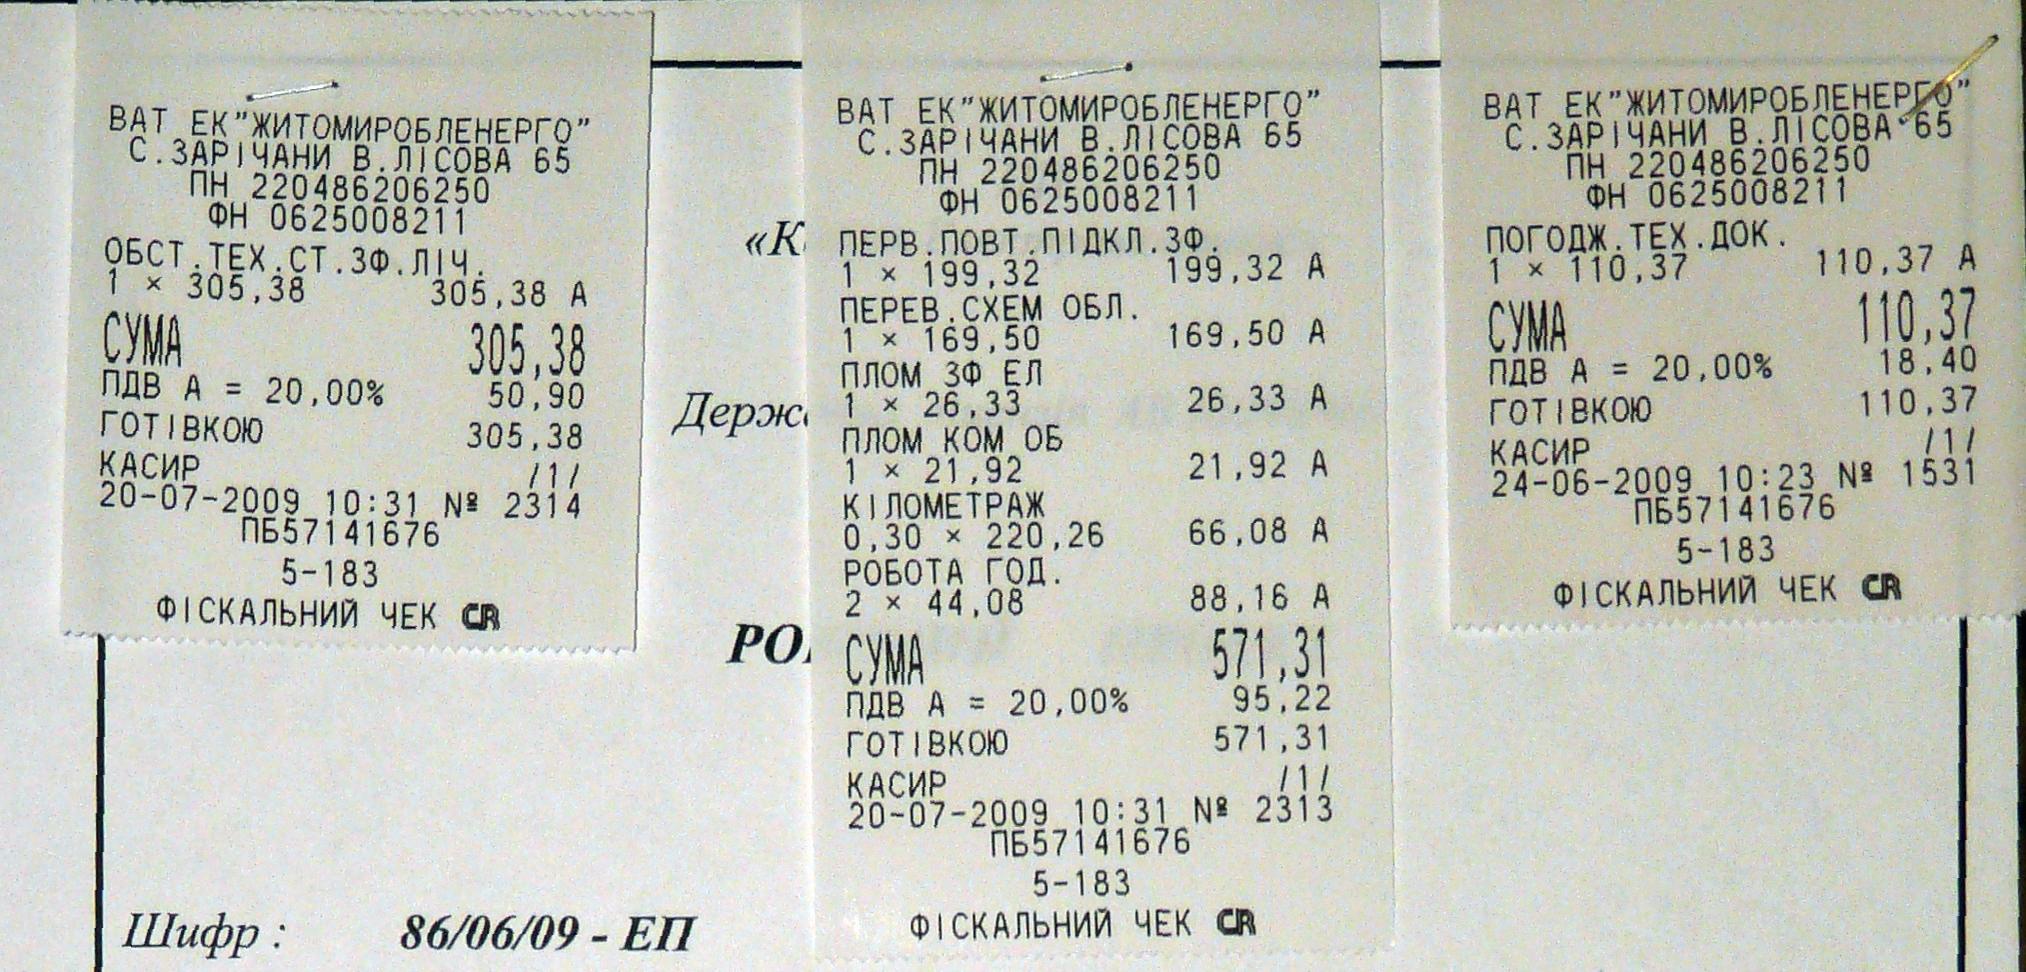 ВАТ ЕК"ЖИТОМИРОБЛЕНЕРГО"
С.ЗАРІЧАНИ В.ЛІСОВА 65
ПН 220486206250
ФН 0625008211
ОБСТ.ТЕХ.СТ.3Ф.ЛІЧ.
1 × 305,38 305,38 А
СУМА 305,38
ПДВ А = 20,00% 50,90
ГОТІВКОЮ 305,38
КАСИР /1/
20-07-2009 10:31 № 2314
ПБ57141676
5-183
ФІСКАЛЬНИЙ ЧЕК CR
ВАТ ЕК"ЖИТОМИРОБЛЕНЕРГО"
С.ЗАРІЧАНИ В.ЛІСОВА 65
ПН 220486206250
ФН 0625008211
ПЕРВ.ПОВТ.ПІДКЛ.3Ф.
1 × 199,32 199,32 А
ПЕРЕВ.СХЕМ ОБЛ.
1 × 169,50 169,50 А
ПЛОМ 3Ф ЕЛ
1 × 26,33 26,33 А
ПЛОМ КОМ ОБ
1 × 21,92 21,92 А
КІЛОМЕТРАЖ
0,30 × 220,26 66,08 А
РОБОТА ГОД.
2 × 44,08 88,16 А
СУМА 571,31
ПДВ А = 20,00% 95,22
ГОТІВКОЮ 571,31
КАСИР /1/
20-07-2009 10:31 № 2313
ПБ57141676
5-183
ФІСКАЛЬНИЙ ЧЕК CR
ВАТ ЕК"ЖИТОМИРОБЛЕНЕРГО"
С.ЗАРІЧАНИ В.ЛІСОВА 65
ПН 220486206250
ФН 0625008211
ПОГОДЖ.ТЕХ.ДОК.
1 × 110,37 110,37 А
СУМА 110,37
ПДВ А = 20,00% 18,40
ГОТІВКОЮ 110,37
КАСИР /1/
24-06-2009 10:23 № 1531
ПБ57141676
5-183
ФІСКАЛЬНИЙ ЧЕК CR
Шифр : 86/06/09 - ЕП